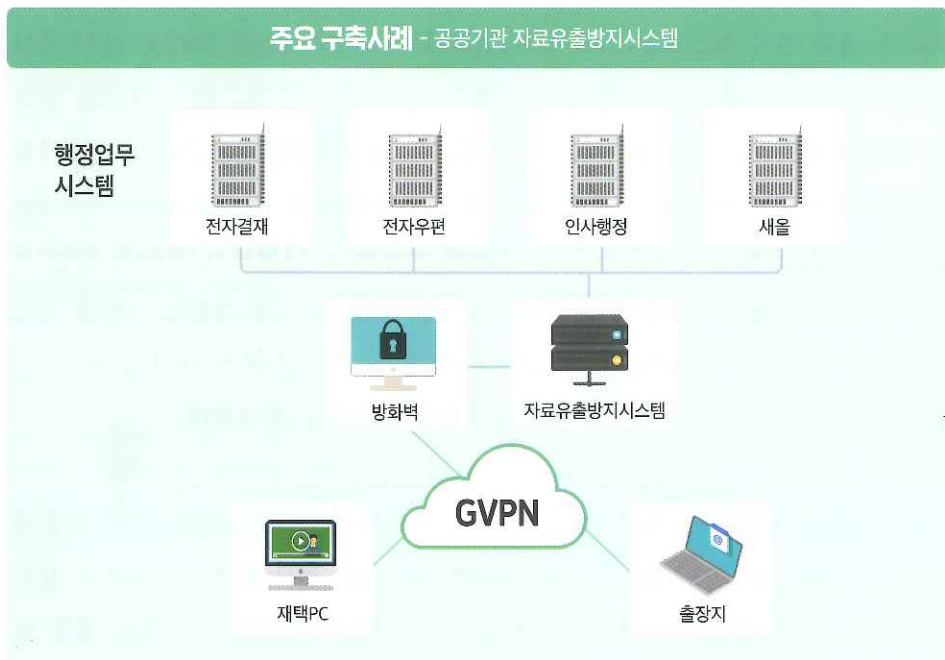 주요 구축사례 - 공공기관 자료유출방지시스템
행정업무
시스템
전자결재
전자우편
인사행정
새올
방화벽
자료유출방지시스템
GVPN
재택PC
출장지